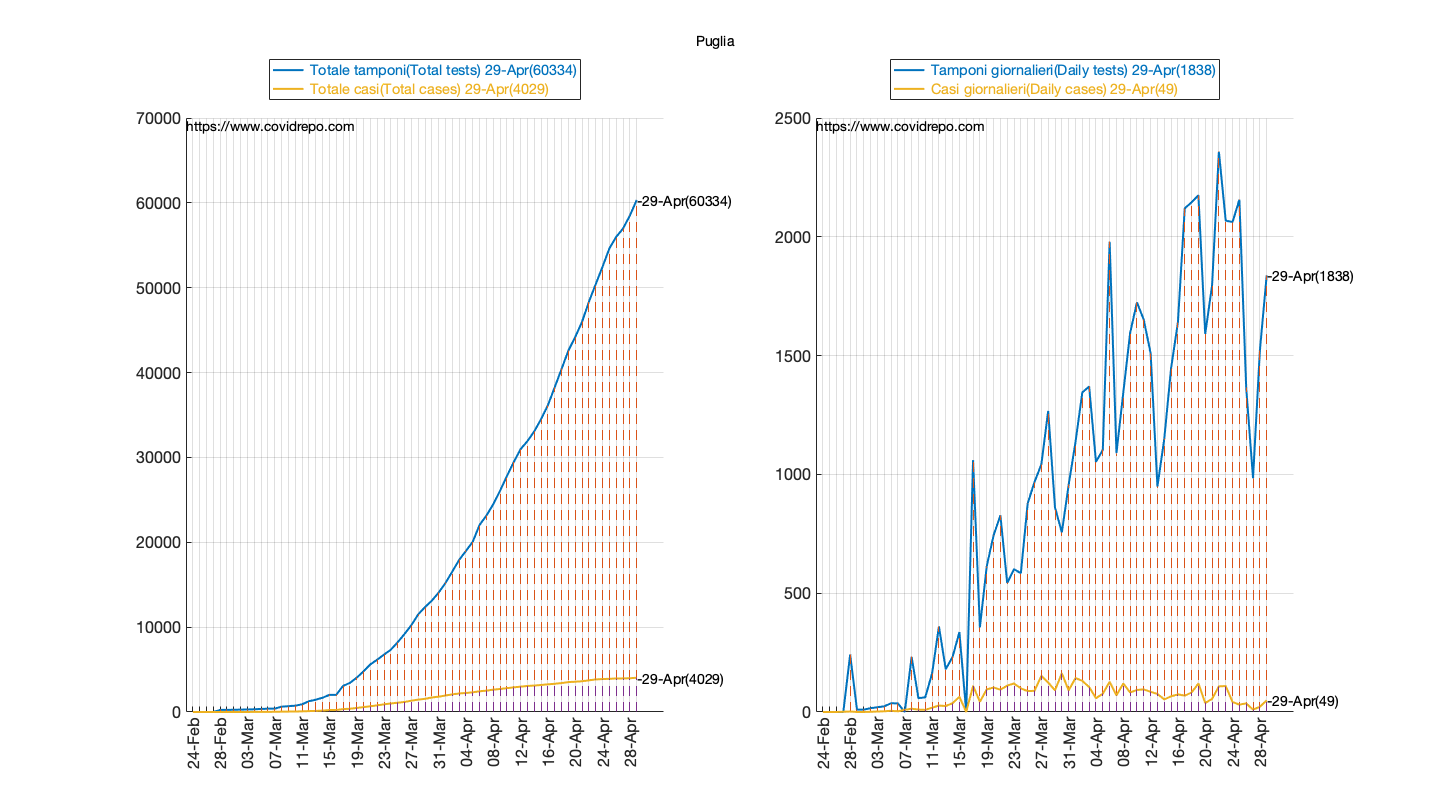 Puglia
Totale tamponi(Total tests) 29-Apr(60334)
Totale casi(Total cases) 29-Apr(4029)
70000
60000
50000
40000
30000
20000
10000
0
https://www.covidrepo.com
29-Apr(60334)
29-Apr(4029)
24-Feb
28-Feb
03-Mar
07-Mar
11-Mar
15-Mar
19-Mar
23-Mar
27-Mar
31-Mar
04-Apr
08-Apr
12-Apr
16-Apr
20-Apr
24-Apr
28-Apr
Tamponi giornalieri(Daily tests) 29-Apr(1838)
Casi giornalieri(Daily cases) 29-Apr(49)
2500
2000
1500
1000
500
0
https://www.covidrepo.com
29-Apr(1838)
29-Apr(49)
24-Feb
28-Feb
03-Mar
07-Mar
11-Mar
15-Mar
19-Mar
23-Mar
27-Mar
31-Mar
04-Apr
08-Apr
12-Apr
16-Apr
20-Apr
24-Apr
28-Apr